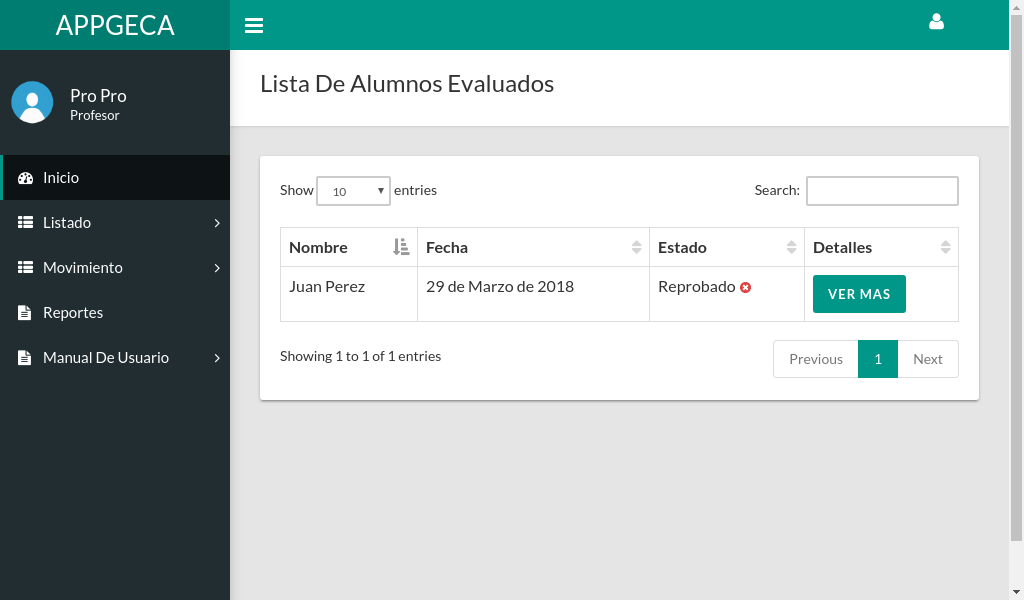 APPGECA
Pro Pro
Profesor
Inicio
Listado
Movimiento
Reportes
Manual De Usuario
Lista De Alumnos Evaluados
Show 10 entries Search:
Nombre Fecha Estado Detalles
Juan Perez 29 de Marzo de 2018 Reprobado VER MAS
Showing 1 to 1 of 1 entries Previous 1 Next